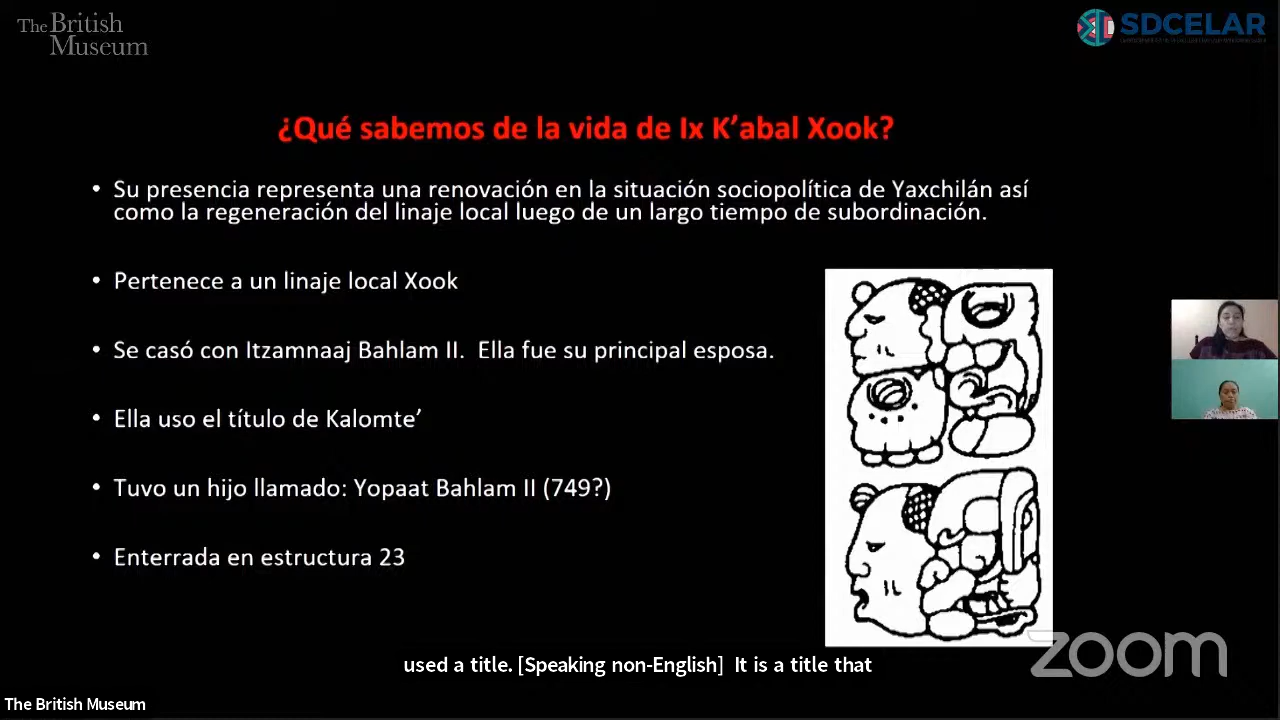 The British
Museum
SDCELAR
¿Qué sabemos de la vida de Ix K’abal Xook?
• Su presencia representa una renovación en la situación sociopolítica de Yaxchilán así
como la regeneración del linaje local luego de un largo tiempo de subordinación.
• Pertenece a un linaje local Xook
• Se casó con Itzamnaaj Bahlam II. Ella fue su principal esposa.
• Ella uso el título de Kalomte’
• Tuvo un hijo llamado: Yopaat Bahlam II (749?)
• Enterrada en estructura 23
used a title. [Speaking non-English] It is a title that
zoom
The British Museum